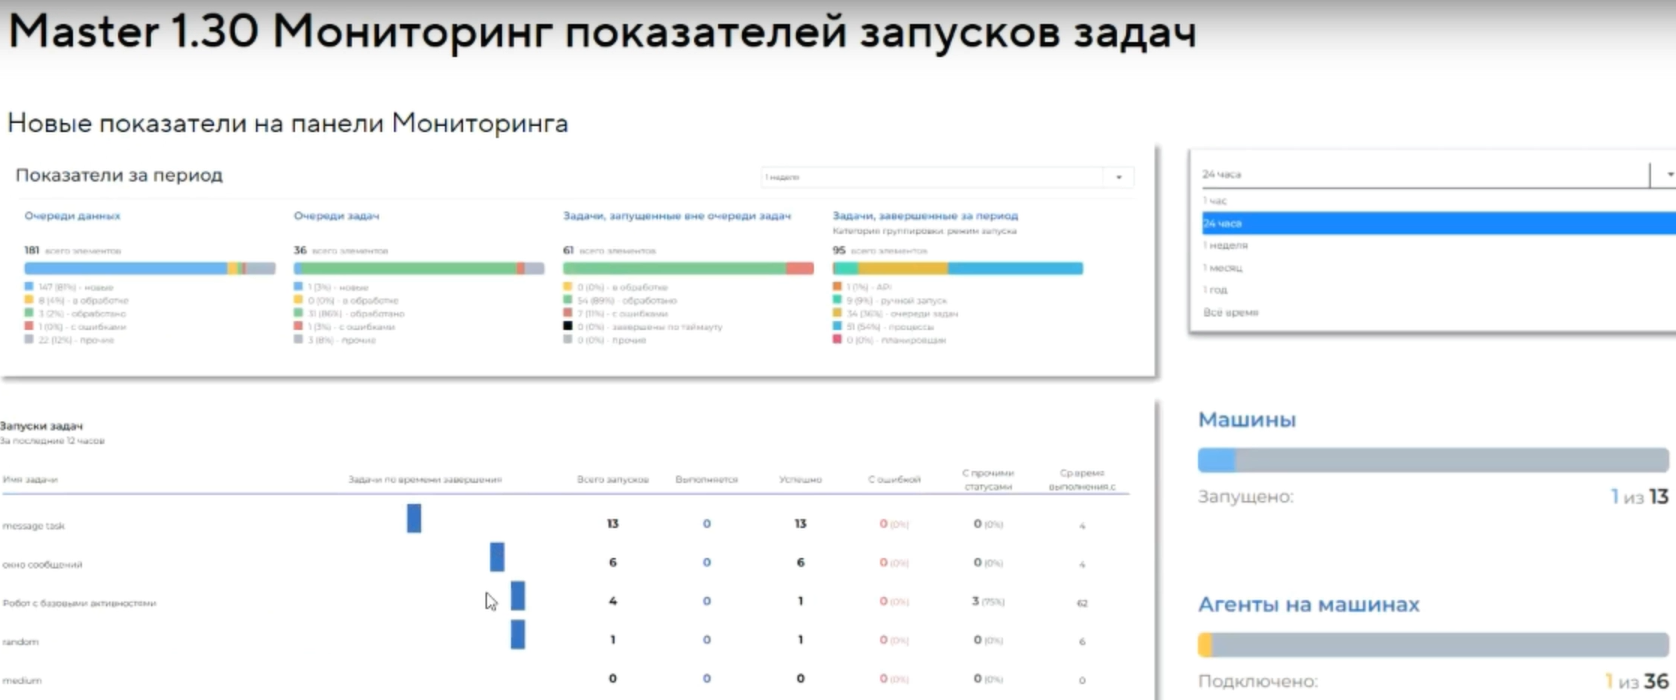 Master 1.30 Мониторинг показателей запусков задач
Новые показатели на панели Мониторинга
Показатели за период
1 неделя
Очереди данных
181 всего элементов
147 (81%) - новые
8 (4%) - в обработке
3 (2%) - обработано
1 (0%) - с ошибками
22 (12%) - прочие
Очереди задач
36 всего элементов
1 (3%) - новые
0 (0%) - в обработке
31 (86%) - обработано
1 (3%) - с ошибками
3 (8%) - прочие
Задачи, запущенные вне очереди задач
61 всего элементов
0 (0%) - в обработке
54 (89%) - обработано
7 (11%) - с ошибками
0 (0%) - завершены по таймауту
0 (0%) - прочие
Задачи, завершенные за период
Категория группировки: режим запуска
95 всего элементов
1 (1%) - API
9 (9%) - ручной запуск
34 (36%) - очереди задач
51 (54%) - процессы
0 (0%) - планировщик
24 часа
1 час
24 часа
1 неделя
1 месяц
1 год
Всё время
Запуски задач
За последние 12 часов
Имя задачи Задачи по времени завершения Всего запусков Выполняется Успешно С ошибкой С прочими статусами Ср.время выполнения,с
message task 13 0 13 0 (0%) 0 (0%) 4
окно сообщений 6 0 6 0 (0%) 0 (0%) 4
Робот с базовыми активностями 4 0 1 0 (0%) 3 (75%) 62
random 1 0 1 0 (0%) 0 (0%) 6
medium 0 0 0 0 (0%) 0 (0%) 0
Машины
Запущено: 1 из 13
Агенты на машинах
Подключено: 1 из 36